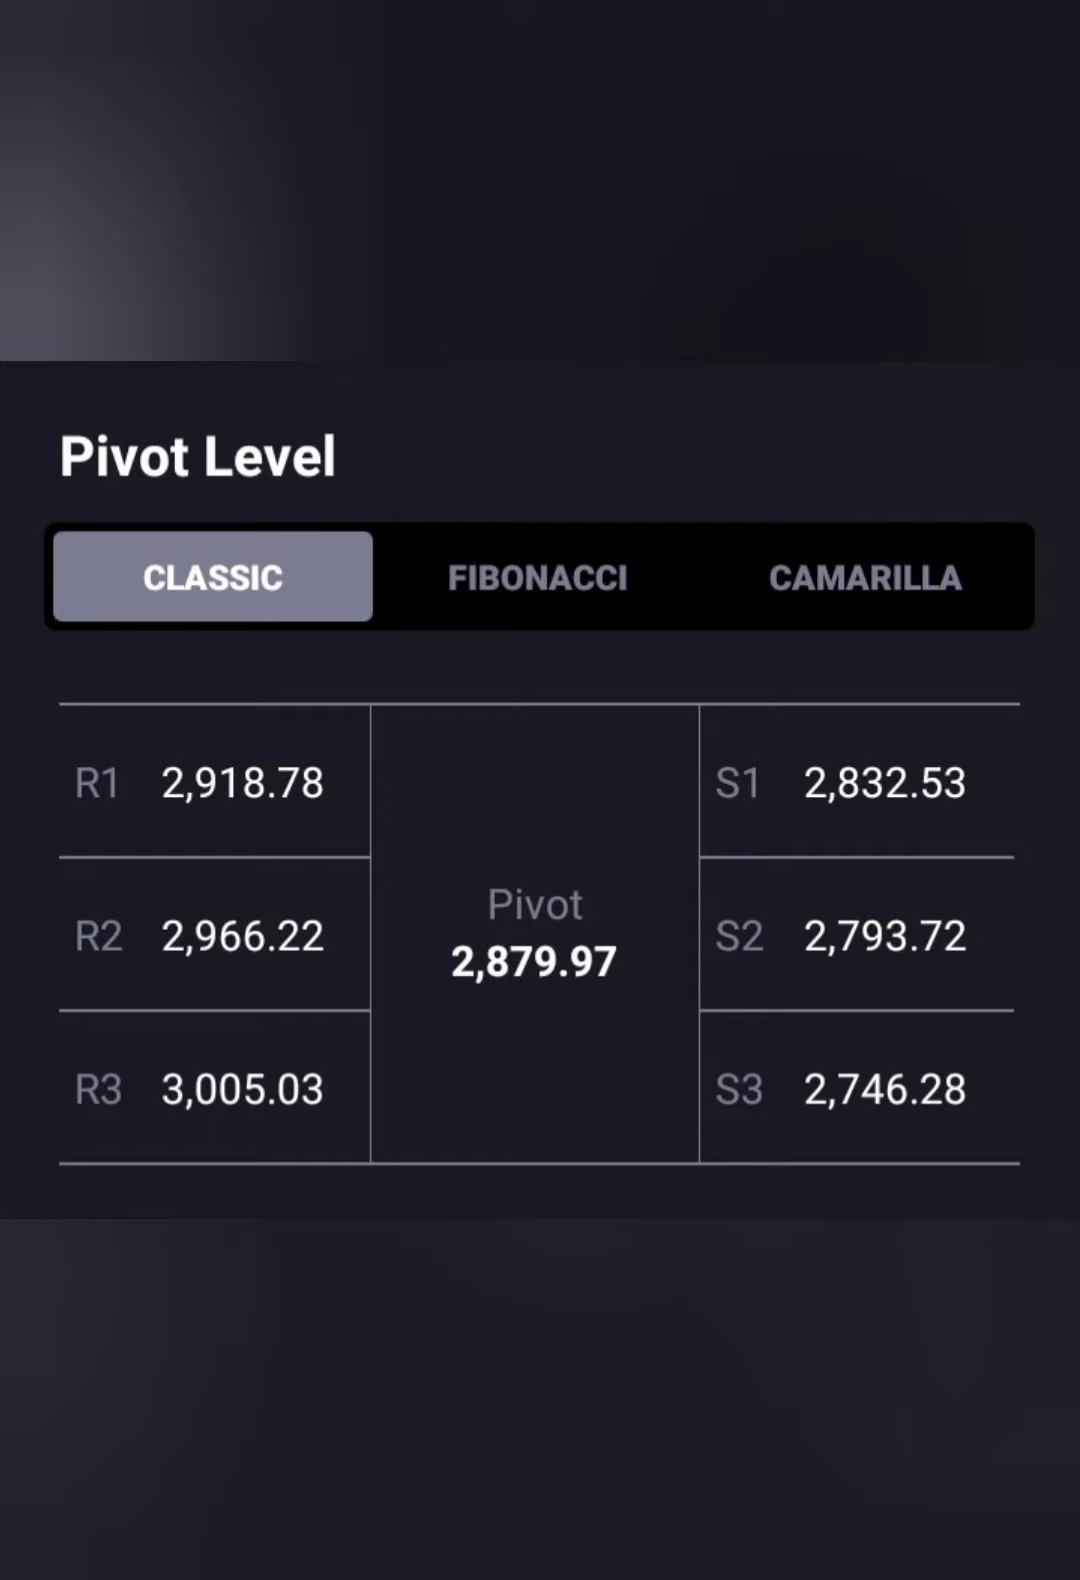 Pivot Level
CLASSIC FIBONACCI CAMARILLA
R1 2,918.78
R2 2,966.22
R3 3,005.03
Pivot
2,879.97
S1 2,832.53
S2 2,793.72
S3 2,746.28